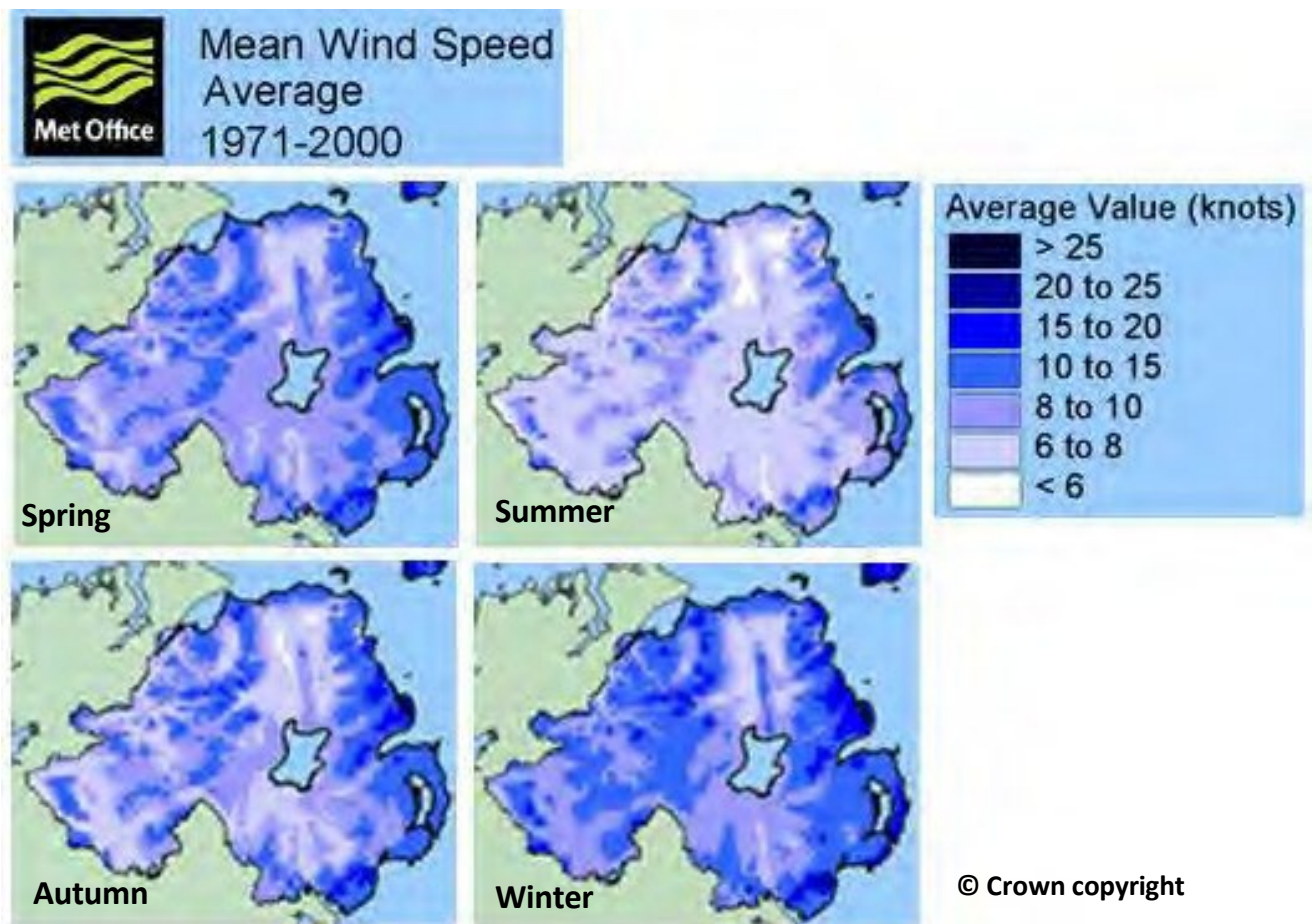 Met Office
Mean Wind Speed
Average
1971-2000
Spring
Summer
Average Value (knots)
> 25
20 to 25
15 to 20
10 to 15
8 to 10
6 to 8
< 6
Autumn
Winter
© Crown copyright